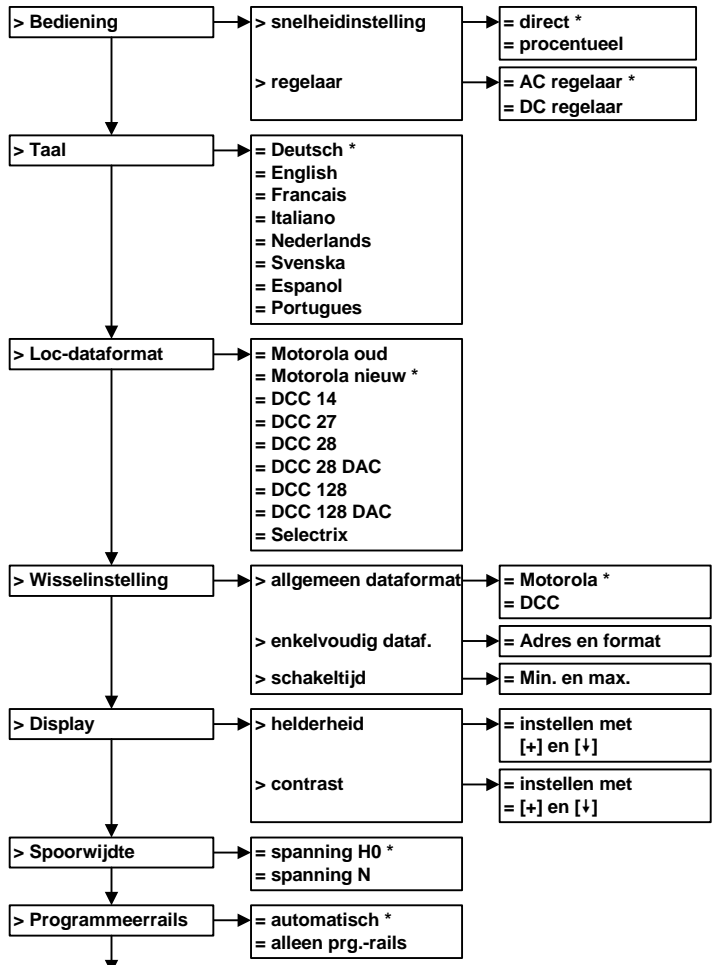 > Bediening
> snelheidinstelling
= direct *
= procentueel
> regelaar
= AC regelaar *
= DC regelaar
> Taal
= Deutsch *
= English
= Francais
= Italiano
= Nederlands
= Svenska
= Espanol
= Portugues
> Loc-dataformat
= Motorola oud
= Motorola nieuw *
= DCC 14
= DCC 27
= DCC 28
= DCC 28 DAC
= DCC 128
= DCC 128 DAC
= Selectrix
> Wisselinstelling
> allgemeen dataformat
= Motorola *
= DCC
> enkelvoudig dataf.
= Adres en format
> schakeltijd
= Min. en max.
> Display
> helderheid
= instellen met
[+] en [↓]
> contrast
= instellen met
= [+] en [↓]
> Spoorwijdte
= spanning H0 *
= spanning N
> Programmeerrails
= automatisch *
= alleen prg.-rails